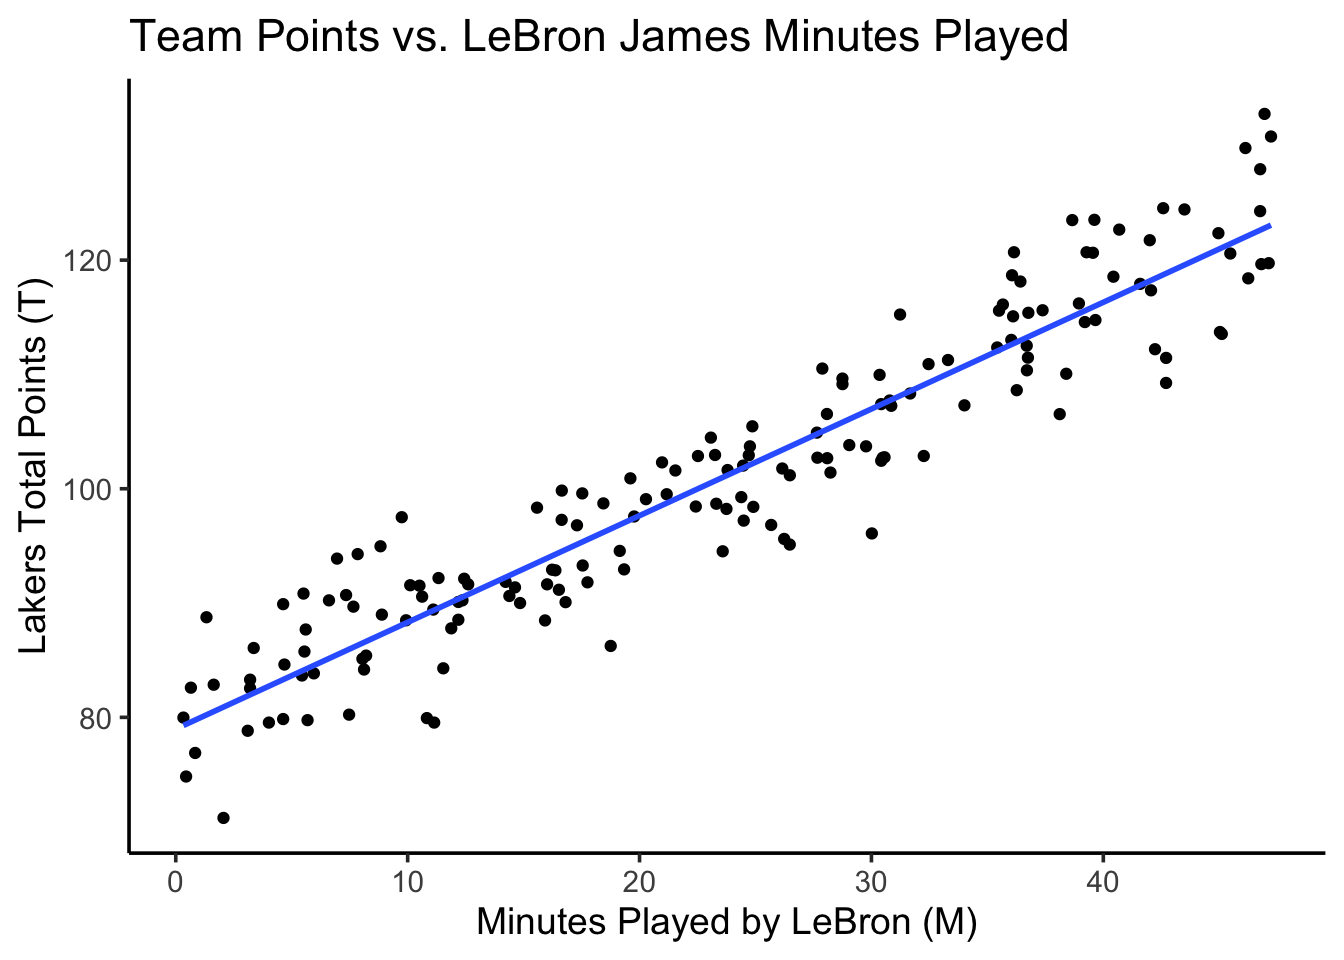 Team Points vs. LeBron James Minutes Played
Lakers Total Points (T)
120
100
80
0 10 20 30 40
Minutes Played by LeBron (M)